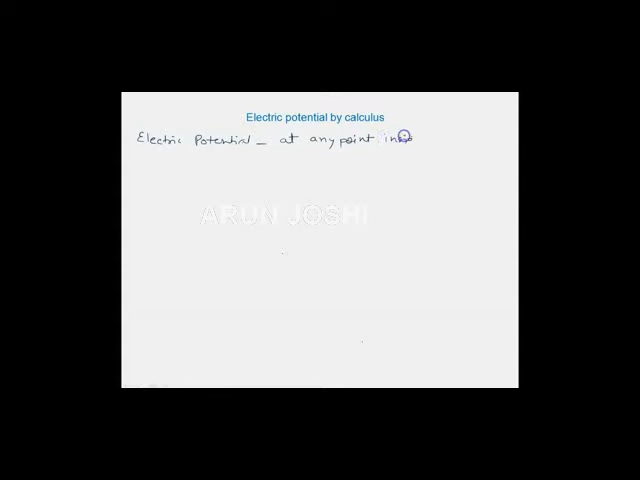 Electric potential by calculus
Electric Potential - at any point in
ARUN JOSHI